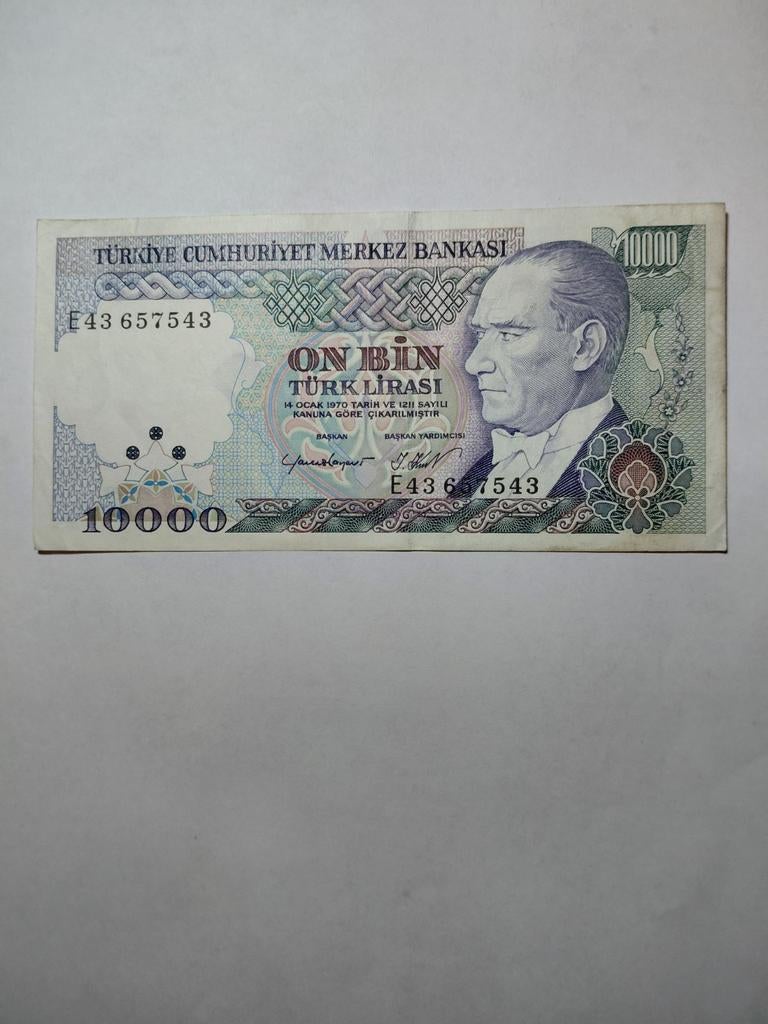 TÜRKİYE CUMHURİYET MERKEZ BANKASI
10000
E43 657543
ON BİN
TÜRK LİRASI
14 OCAK 1970 TARİH VE 1211 SAYILI
KANUNA GÖRE ÇIKARILMIŞTIR
BAŞKAN BAŞKAN YARDIMCISI
E43 657543
10000